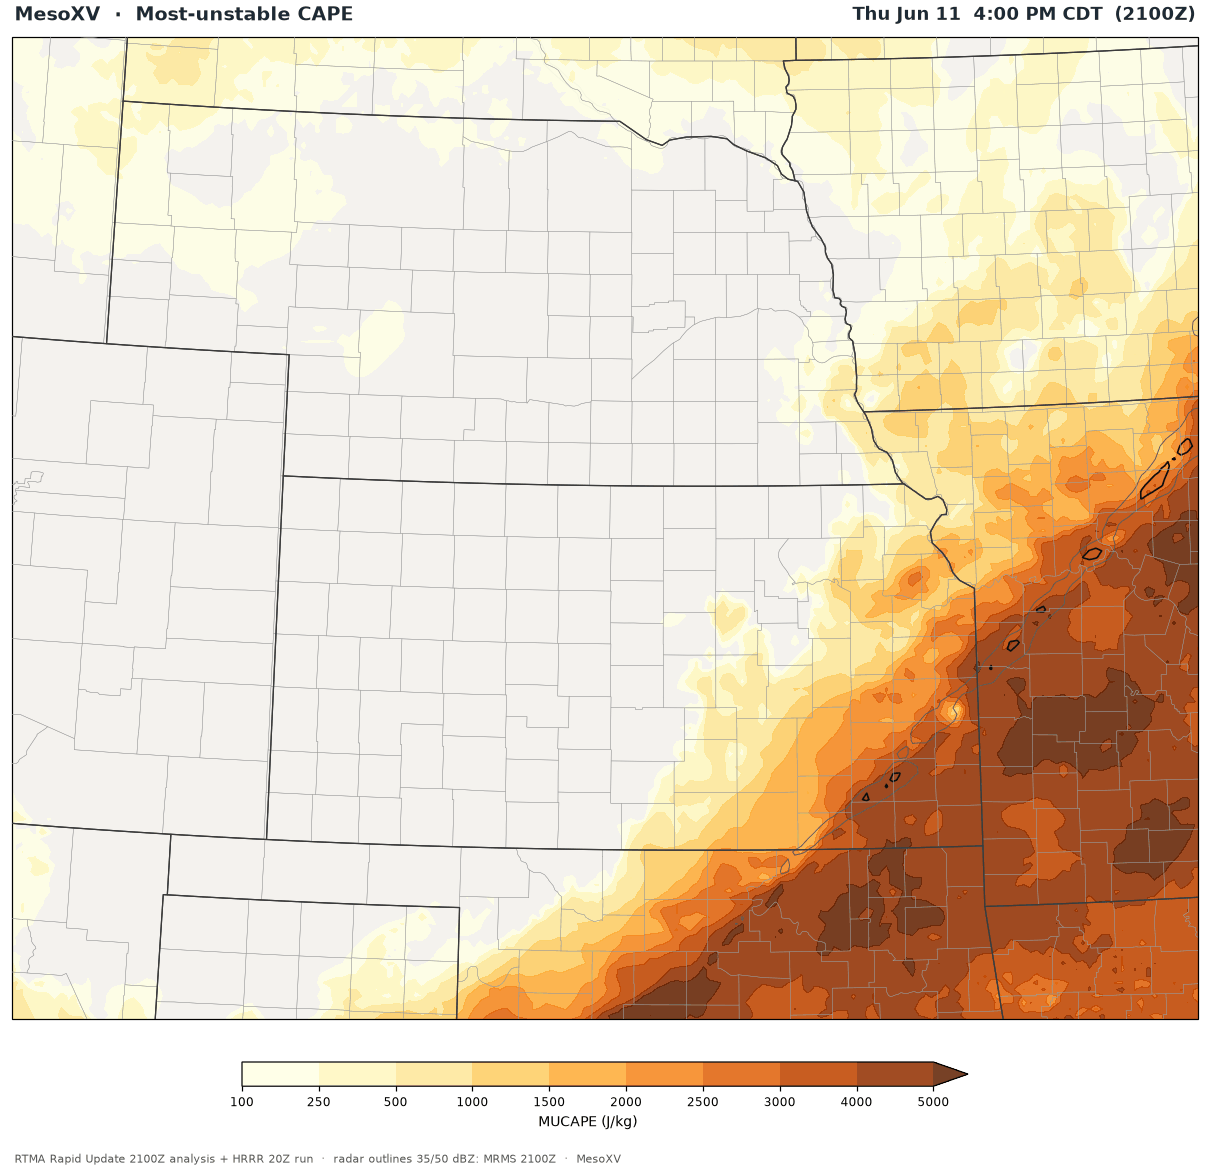 MesoXV · Most-unstable CAPE
Thu Jun 11 4:00 PM CDT (2100Z)
100 250 500 1000 1500 2000 2500 3000 4000 5000
MUCAPE (J/kg)
RTMA Rapid Update 2100Z analysis + HRRR 20Z run · radar outlines 35/50 dBZ: MRMS 2100Z · MesoXV